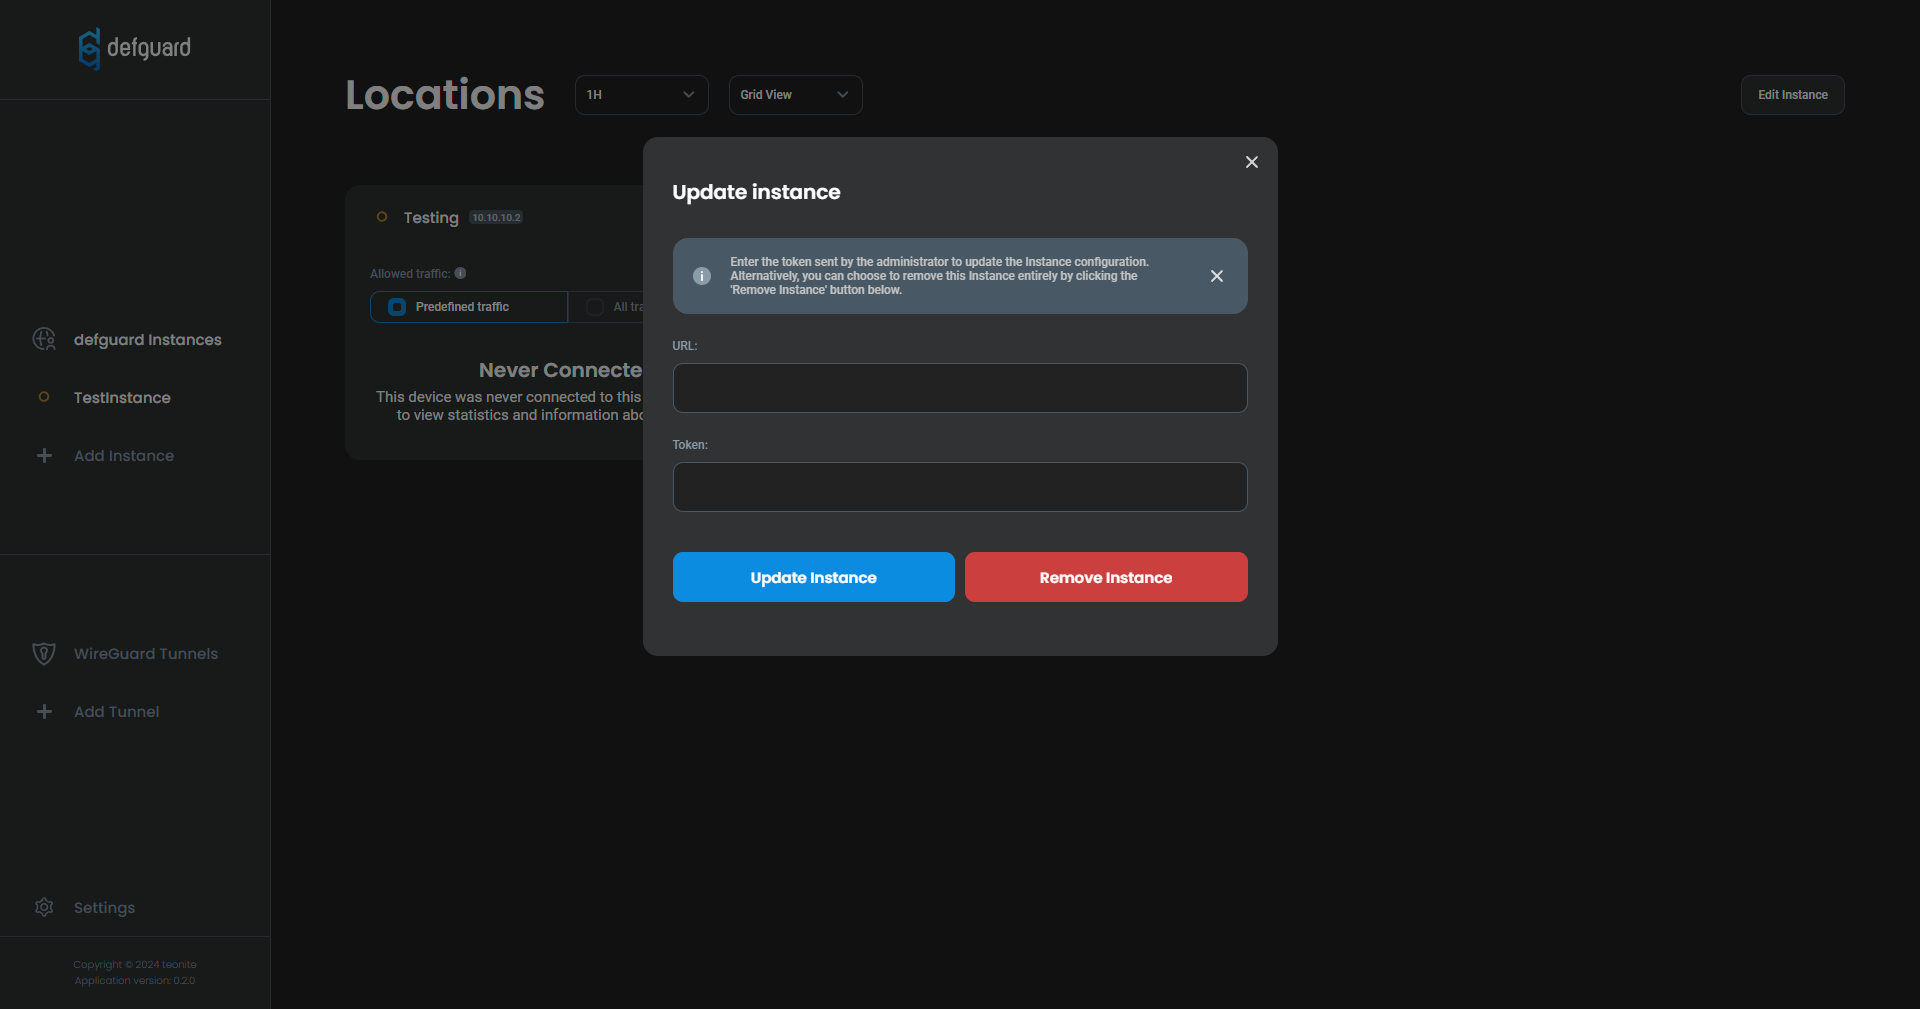 defguard
Locations
1H
Grid View
Edit Instance
Update instance
Enter the token sent by the administrator to update the Instance configuration.
Alternatively, you can choose to remove this Instance entirely by clicking the
'Remove Instance' button below.
URL:
Token:
Update Instance
Remove Instance
Testing 10.10.10.2
Allowed traffic:
Predefined traffic
All tra
Never Connecte
This device was never connected to this
to view statistics and information abo
defguard Instances
TestInstance
Add Instance
WireGuard Tunnels
Add Tunnel
Settings
Copyright © 2024 teonite
Application version: 0.2.0